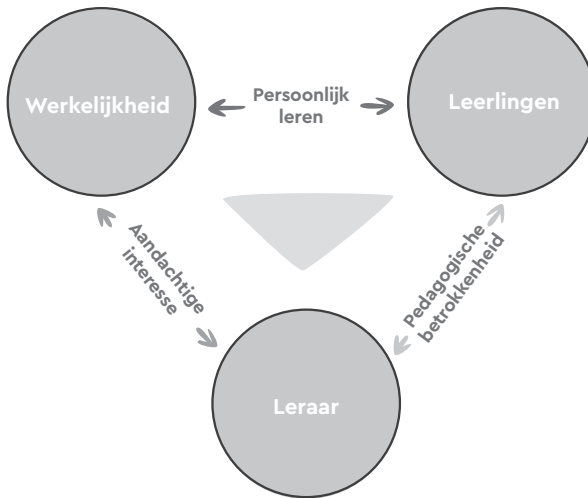 Werkelijkheid
Persoonlijk
leren
Leerlingen
Aandachtige
interesse
Pedagogische
betrokkenheid
Leraar